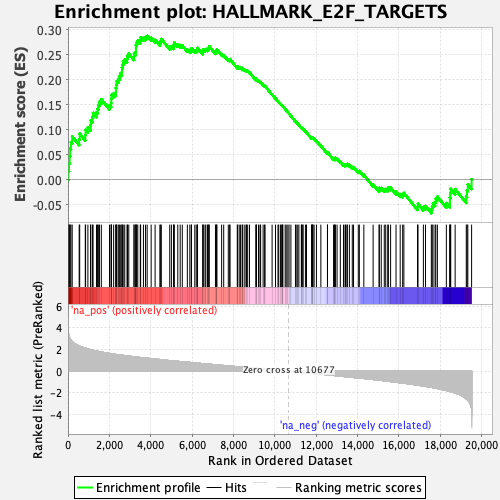 Enrichment plot: HALLMARK_E2F_TARGETS
Enrichment score (ES)
0.30
0.25
0.20
0.15
0.10
0.05
0.00
-0.05
'na_pos' (positively correlated)
Ranked list metric (PreRanked)
6
4
2
0
-2
-4
Zero cross at 10677
'na_neg' (negatively correlated)
0
2,000
4,000
6,000
8,000
10,000
12,000
14,000
16,000
18,000
20,000
Rank in Ordered Dataset
Enrichment profile
Hits
Ranking metric scores